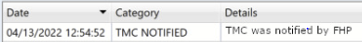 Date Category Details
04/13/2022 12:54:52 TMC NOTIFIED TMC was notified by FHP